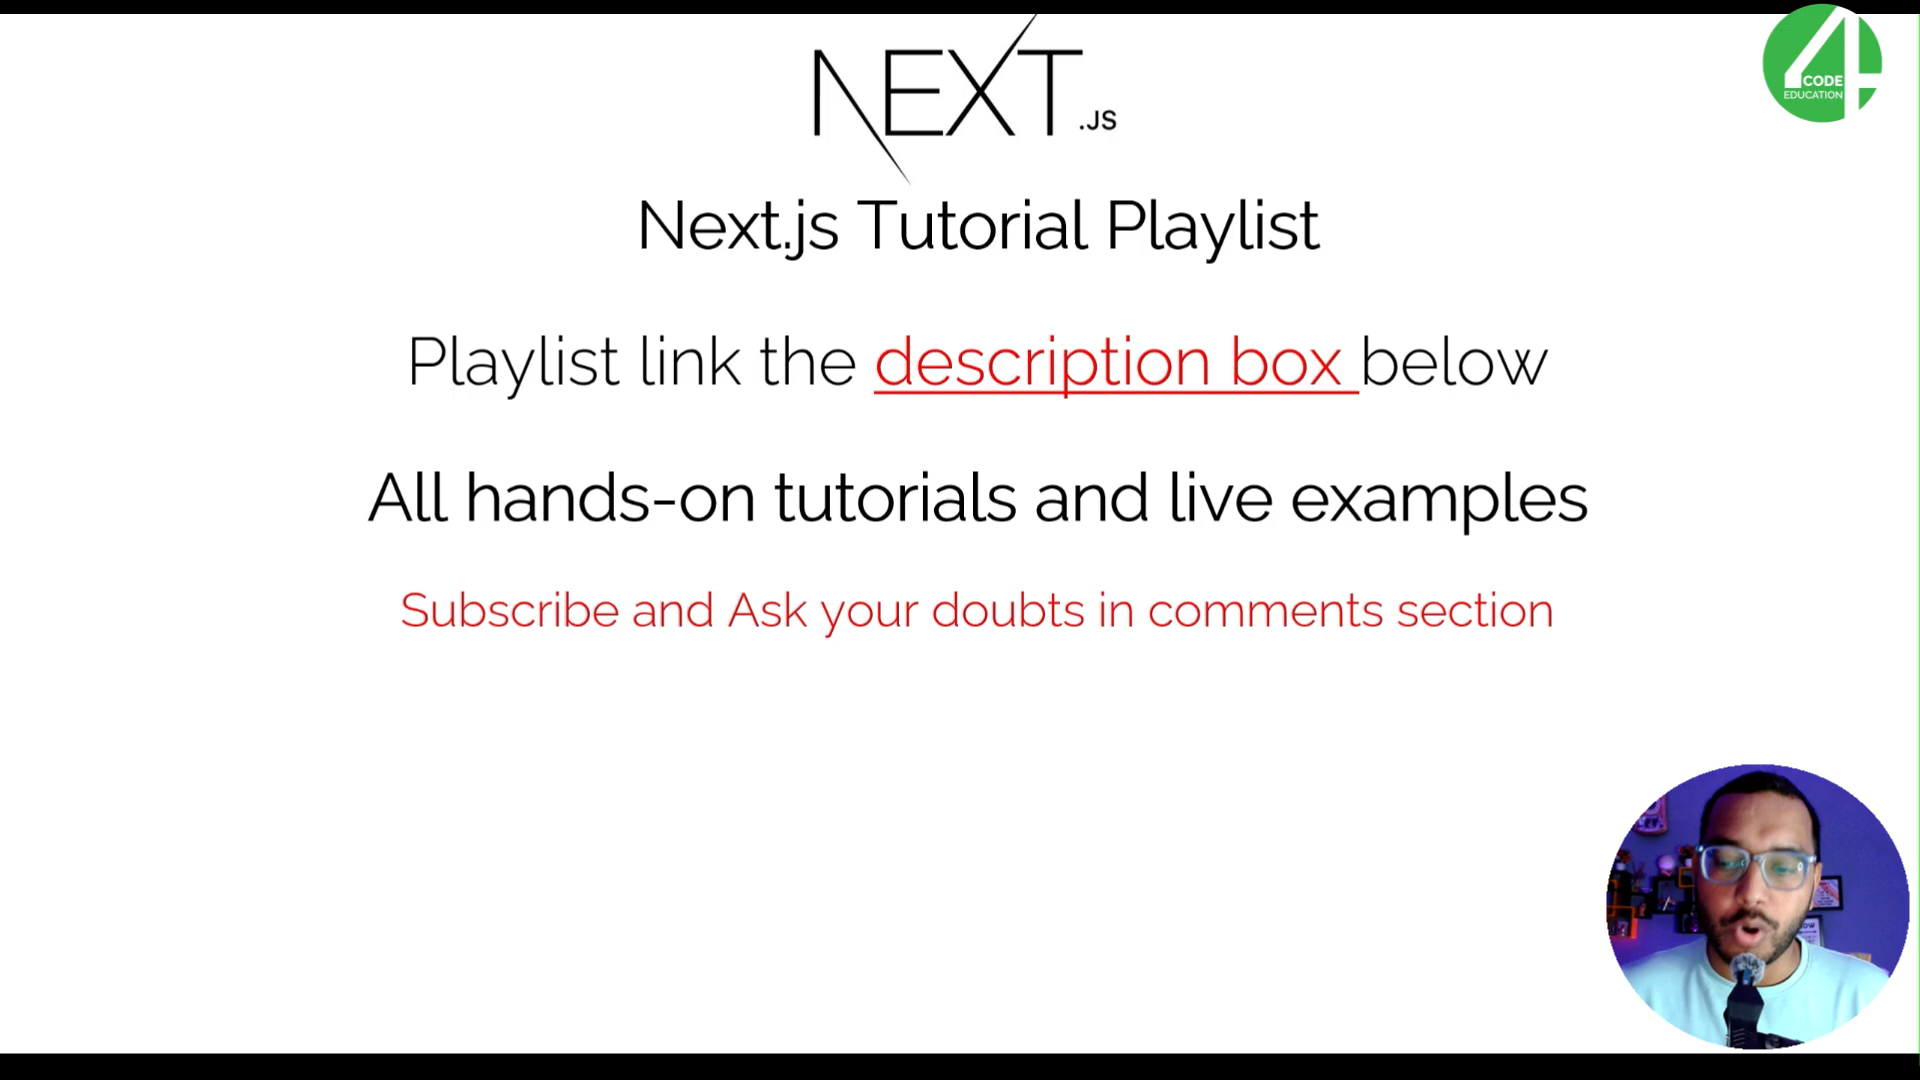 NEXT.JS
4
CODE
EDUCATION
Next.js Tutorial Playlist
Playlist link the description box below
All hands-on tutorials and live examples
Subscribe and Ask your doubts in comments section